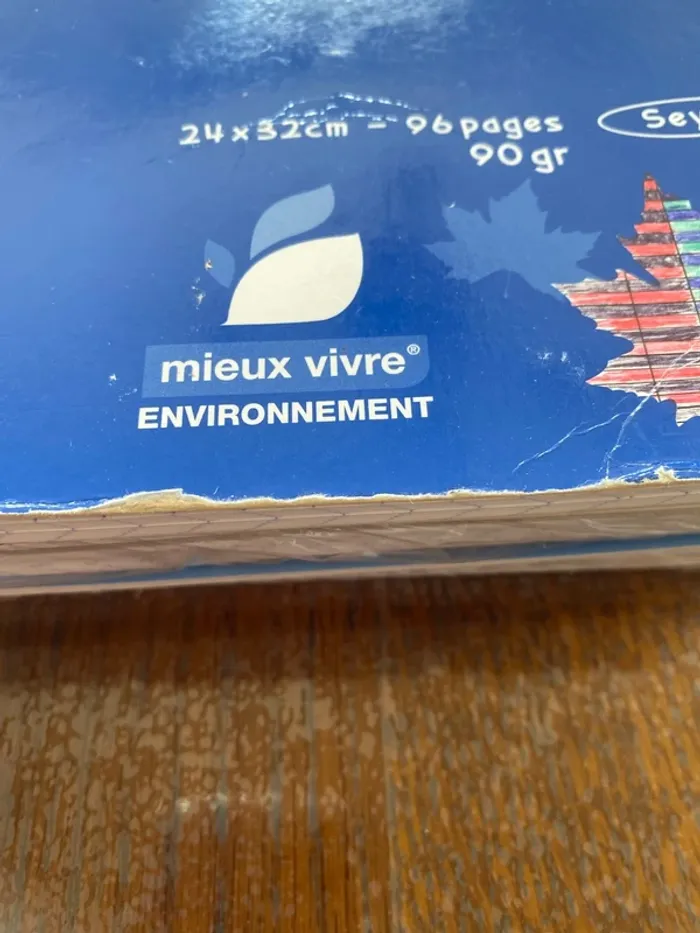 24x32cm - 96 pages
90 gr
mieux vivre®
ENVIRONNEMENT